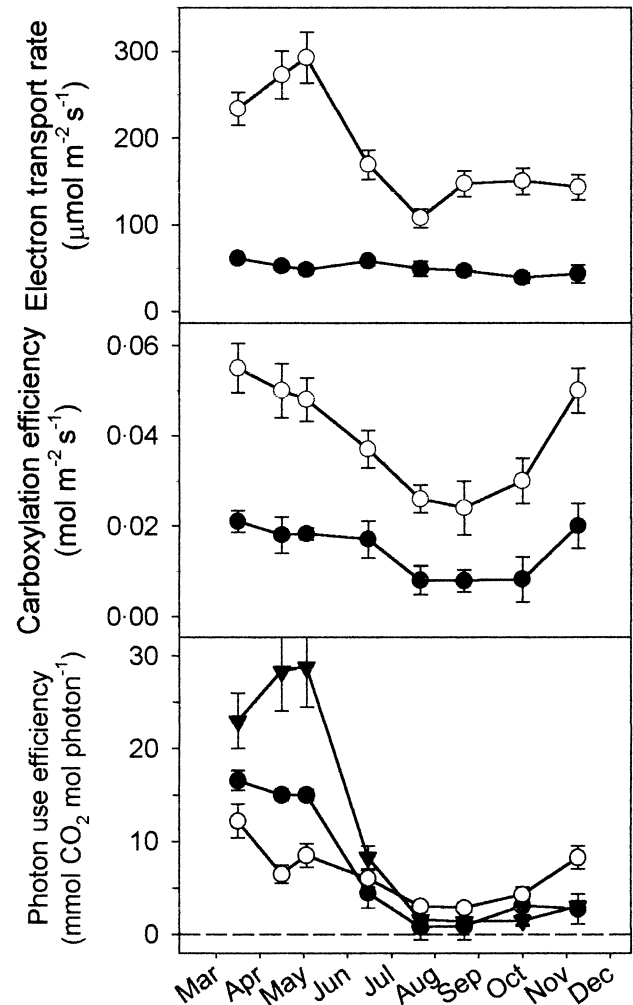 Electron transport rate
(μmol m⁻² s⁻¹)
300
200
100
0
Carboxylation efficiency
(mol m⁻² s⁻¹)
0·06
0·04
0·02
0·00
Photon use efficiency
(mmol CO₂ mol photon⁻¹)
30
20
10
0
Mar Apr May Jun Jul Aug Sep Oct Nov Dec